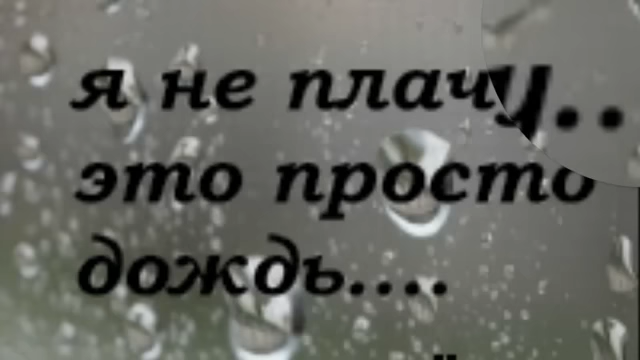 я не плачу..
это просто
дождь....